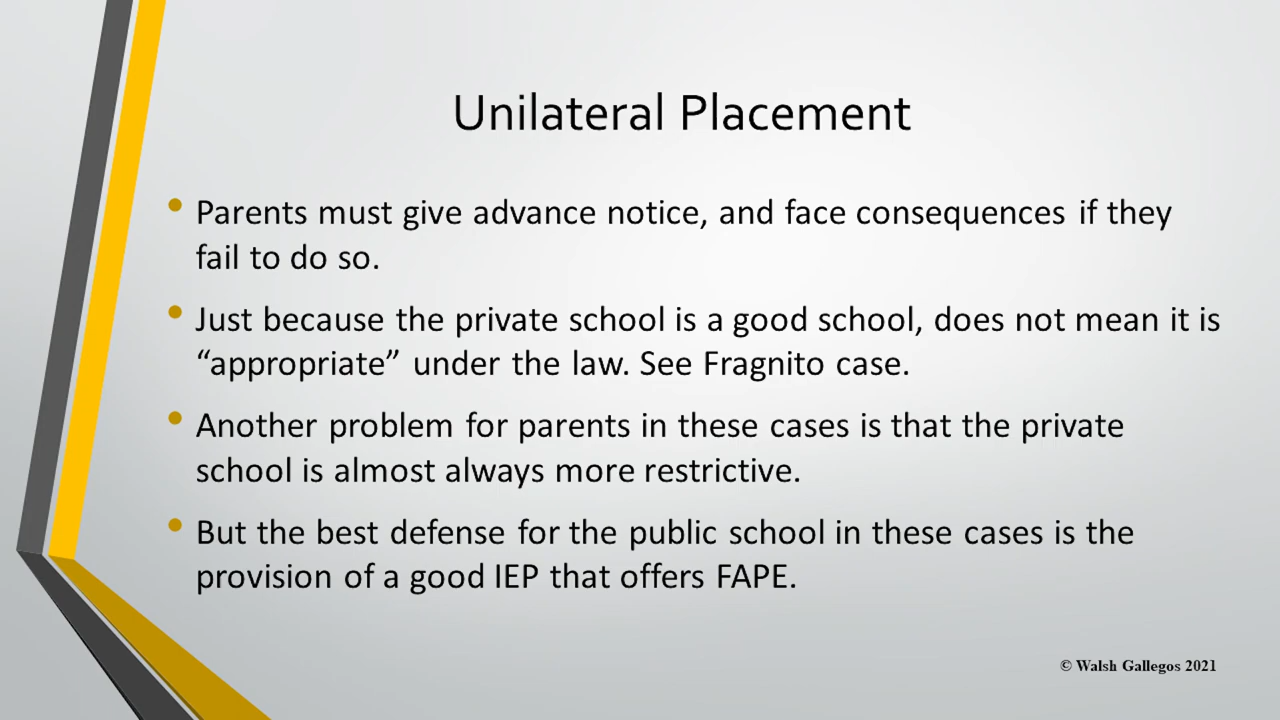 Unilateral Placement
• Parents must give advance notice, and face consequences if they
fail to do so.
• Just because the private school is a good school, does not mean it is
“appropriate” under the law. See Fragnito case.
• Another problem for parents in these cases is that the private
school is almost always more restrictive.
• But the best defense for the public school in these cases is the
provision of a good IEP that offers FAPE.
© Walsh Gallegos 2021